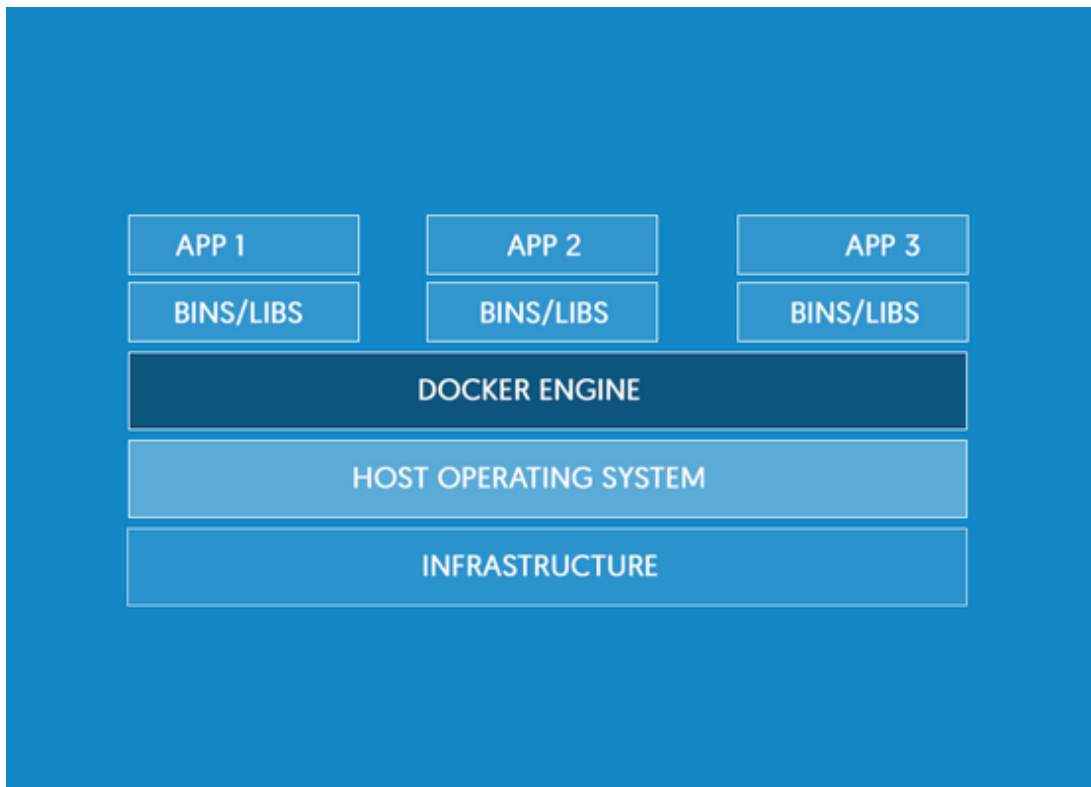 APP 1
APP 2
APP 3
BINS/LIBS
BINS/LIBS
BINS/LIBS
DOCKER ENGINE
HOST OPERATING SYSTEM
INFRASTRUCTURE